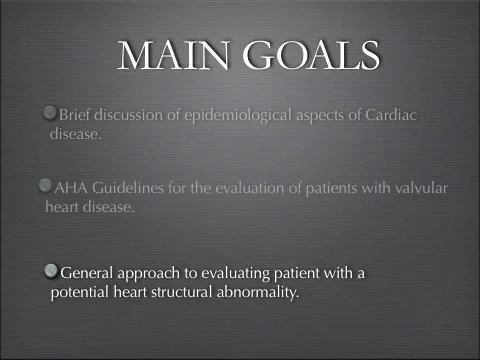 MAIN GOALS
Brief discussion of epidemiological aspects of Cardiac
disease.
AHA Guidelines for the evaluation of patients with valvular
heart disease.
General approach to evaluating patient with a
potential heart structural abnormality.